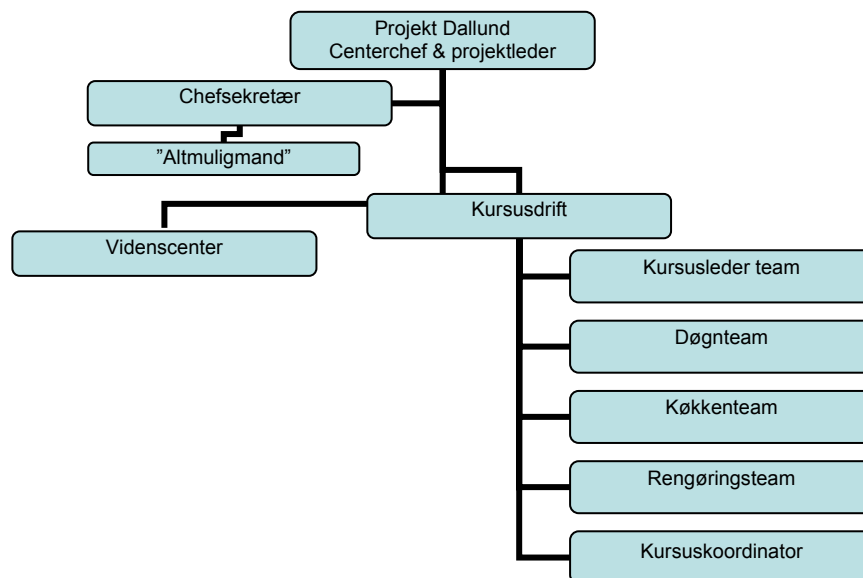 Projekt Dallund
Centerchef & projektleder
Chefsekretær
”Altmuligmand”
Kursusdrift
Videnscenter
Kursusleder team
Døgnteam
Køkkenteam
Rengøringsteam
Kursuskoordinator